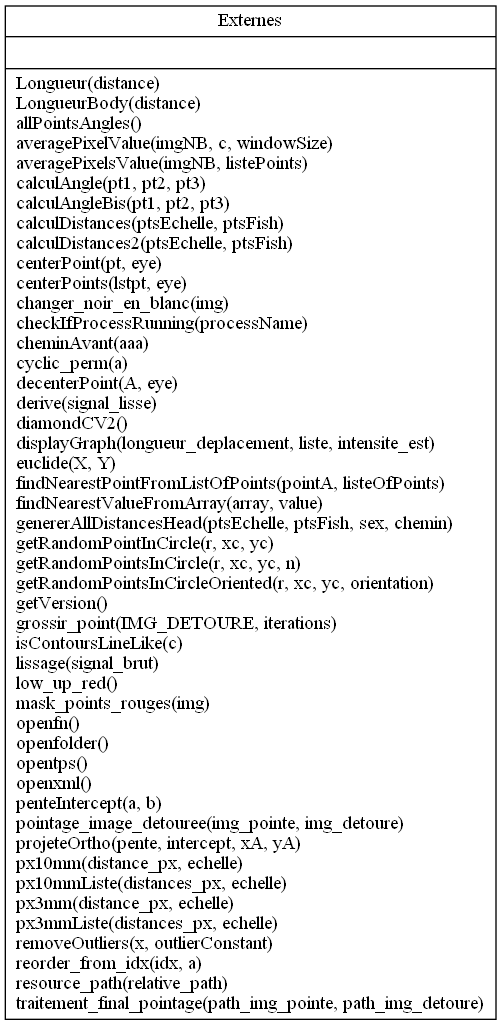 Externes
Longueur(distance)
LongueurBody(distance)
allPointsAngles()
averagePixelValue(imgNB, c, windowSize)
averagePixelsValue(imgNB, listePoints)
calculAngle(pt1, pt2, pt3)
calculAngleBis(pt1, pt2, pt3)
calculDistances(ptsEchelle, ptsFish)
calculDistances2(ptsEchelle, ptsFish)
centerPoint(pt, eye)
centerPoints(lstpt, eye)
changer_noir_en_blanc(img)
checkIfProcessRunning(processName)
cheminAvant(aaa)
cyclic_perm(a)
decenterPoint(A, eye)
derive(signal_lisse)
diamondCV2()
displayGraph(longueur_deplacement, liste, intensite_est)
euclide(X, Y)
findNearestPointFromListOfPoints(pointA, listeOfPoints)
findNearestValueFromArray(array, value)
genererAllDistancesHead(ptsEchelle, ptsFish, sex, chemin)
getRandomPointInCircle(r, xc, yc)
getRandomPointsInCircle(r, xc, yc, n)
getRandomPointsInCircleOriented(r, xc, yc, orientation)
getVersion()
grossir_point(IMG_DETOURE, iterations)
isContoursLineLike(c)
lissage(signal_brut)
low_up_red()
mask_points_rouges(img)
openfn()
openfolder()
opentps()
openxml()
penteIntercept(a, b)
pointage_image_detouree(img_pointe, img_detoure)
projeteOrtho(pente, intercept, xA, yA)
px10mm(distance_px, echelle)
px10mmListe(distances_px, echelle)
px3mm(distance_px, echelle)
px3mmListe(distances_px, echelle)
removeOutliers(x, outlierConstant)
reorder_from_idx(idx, a)
resource_path(relative_path)
traitement_final_pointage(path_img_pointe, path_img_detoure)